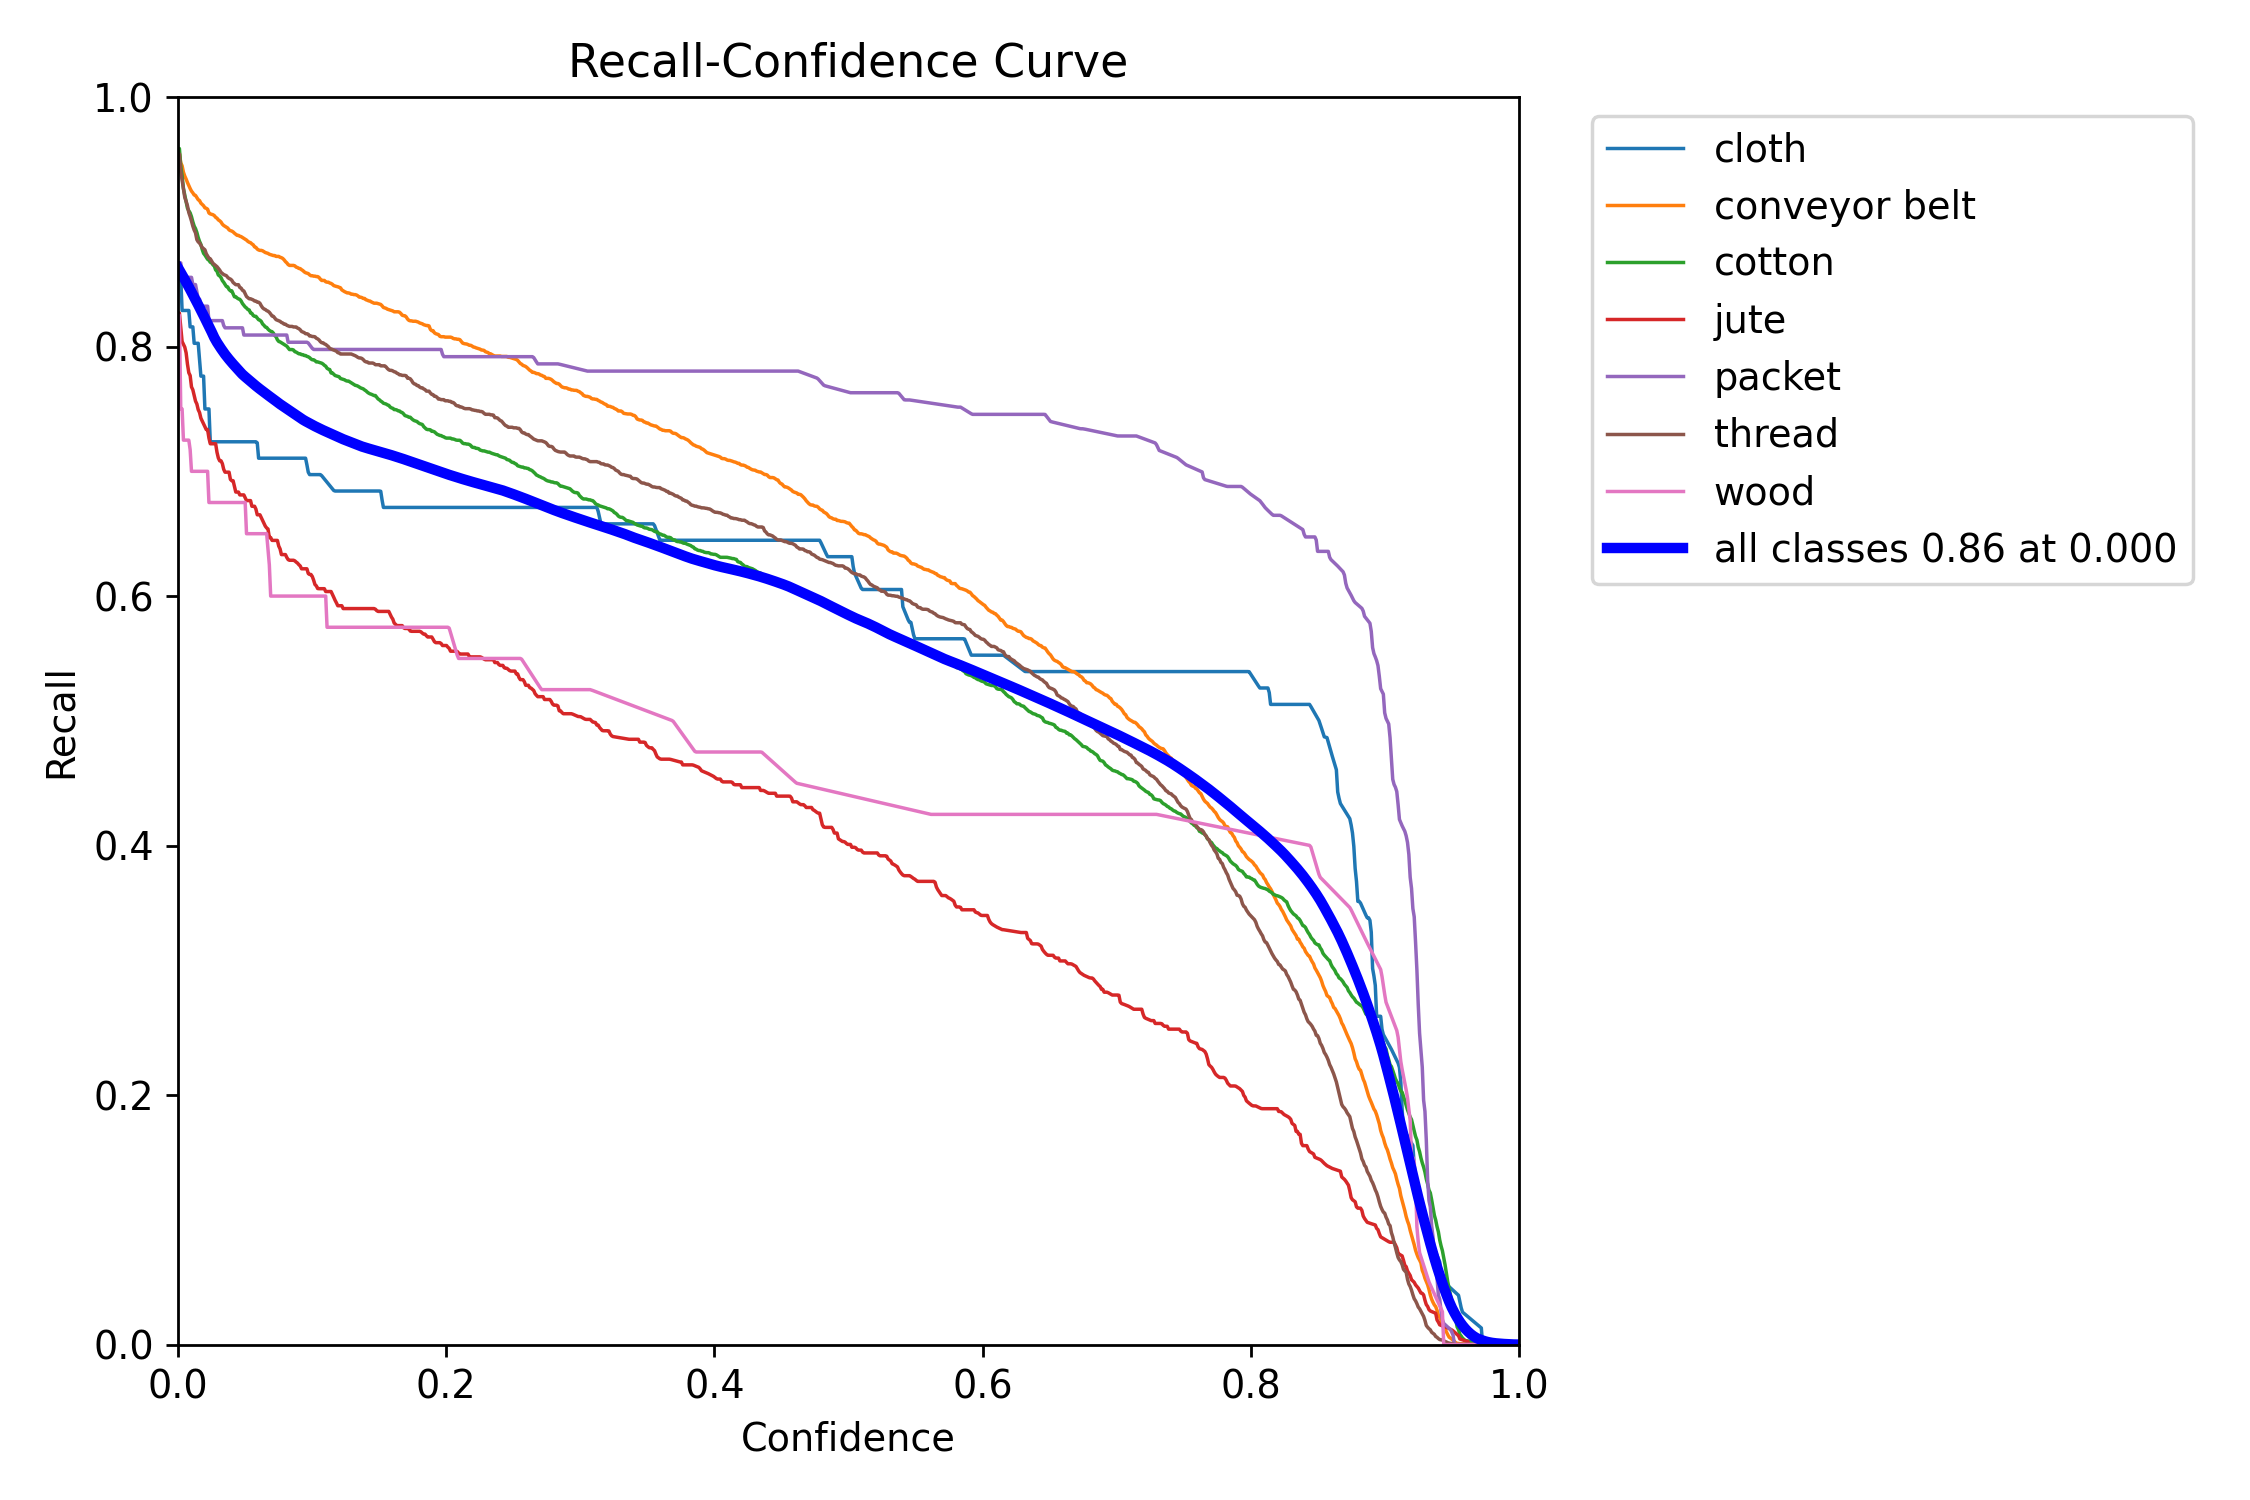 Recall-Confidence Curve
1.0
0.8
0.6
0.4
0.2
0.0
Recall
0.0 0.2 0.4 0.6 0.8 1.0
Confidence
cloth
conveyor belt
cotton
jute
packet
thread
wood
all classes 0.86 at 0.000